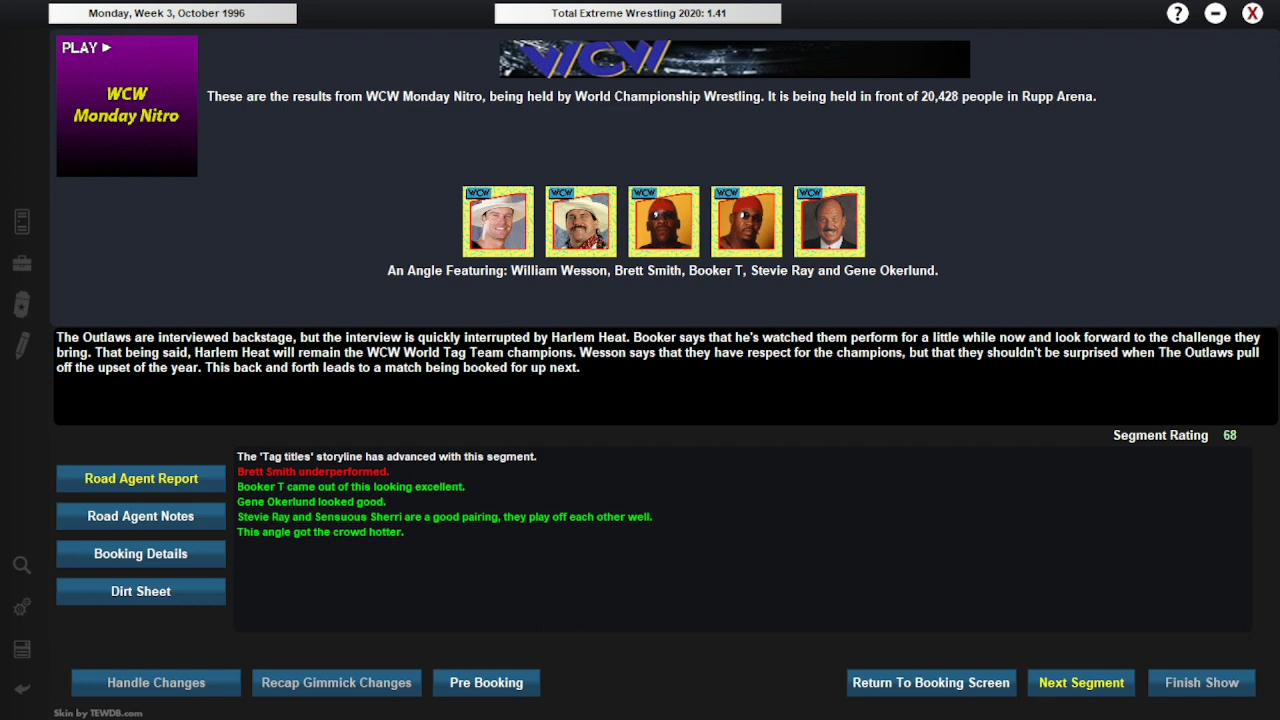 Monday, Week 3, October 1996
Total Extreme Wrestling 2020: 1.41
?
X
PLAY
WCW
Monday Nitro
WCW
These are the results from WCW Monday Nitro, being held by World Championship Wrestling. It is being held in front of 20,428 people in Rupp Arena.
WCW WCW WCW WCW WCW
An Angle Featuring: William Wesson, Brett Smith, Booker T, Stevie Ray and Gene Okerlund.
The Outlaws are interviewed backstage, but the interview is quickly interrupted by Harlem Heat. Booker says that he's watched them perform for a little while now and look forward to the challenge they
bring. That being said, Harlem Heat will remain the WCW World Tag Team champions. Wesson says that they have respect for the champions, but that they shouldn't be surprised when The Outlaws pull
off the upset of the year. This back and forth leads to a match being booked for up next.
Segment Rating 68
Road Agent Report
Road Agent Notes
Booking Details
Dirt Sheet
The 'Tag titles' storyline has advanced with this segment.
Brett Smith underperformed.
Booker T came out of this looking excellent.
Gene Okerlund looked good.
Stevie Ray and Sensuous Sherri are a good pairing, they play off each other well.
This angle got the crowd hotter.
Handle Changes
Recap Gimmick Changes
Pre Booking
Return To Booking Screen
Next Segment
Finish Show
Skin by TEWDB.com